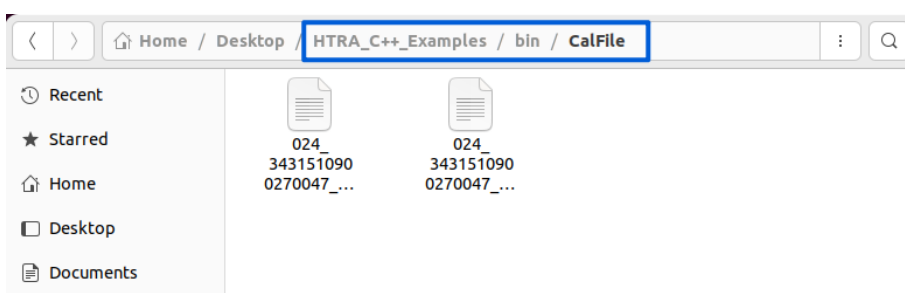 Home / Desktop / HTRA_C++_Examples / bin / CalFile
Recent
Starred
Home
Desktop
Documents
024_
343151090
0270047_...
024_
343151090
0270047_...